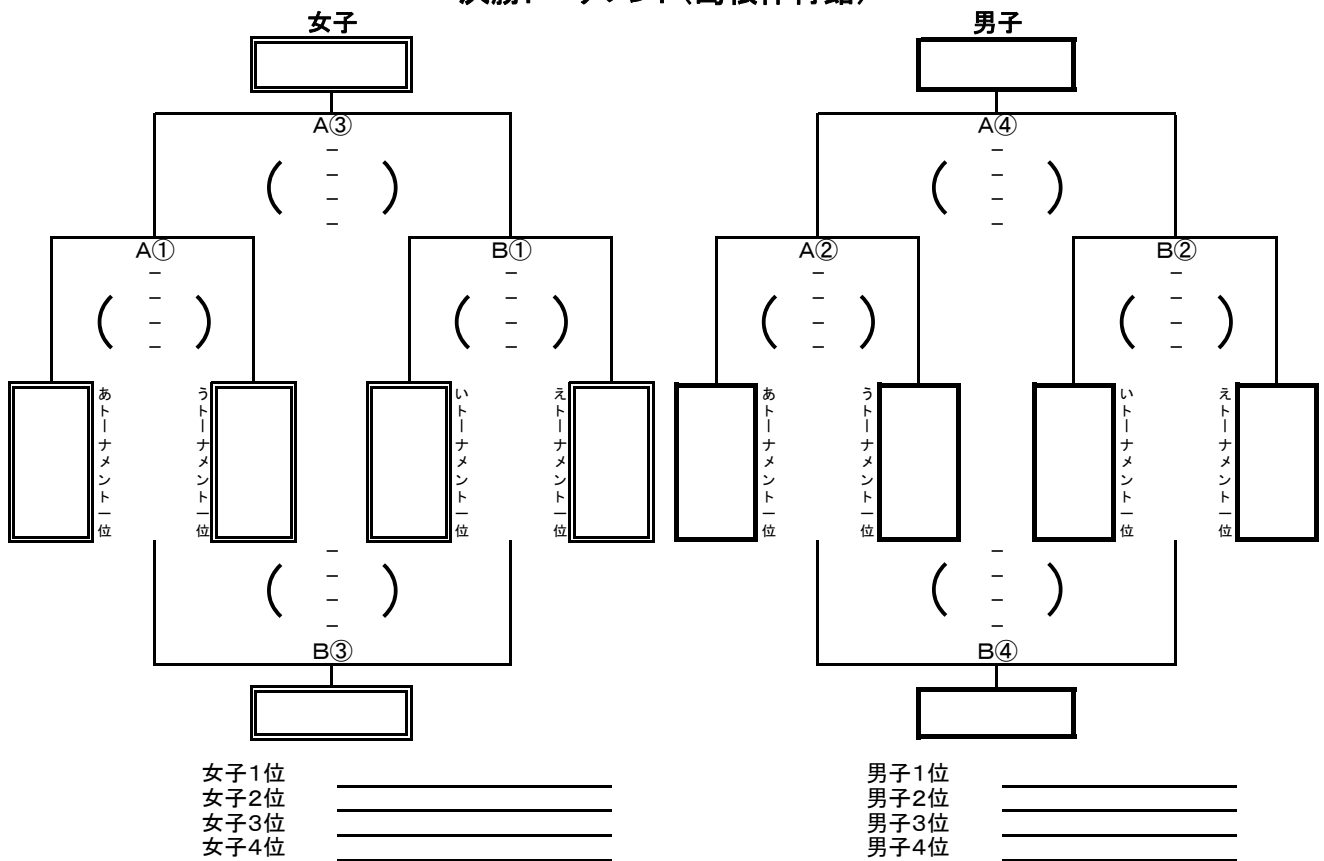 女子
男子
A③
－
－
－
－
A④
－
－
－
－
A①
－
－
－
－
B①
－
－
－
－
A②
－
－
－
－
B②
－
－
－
－
あトーナメント一位
うトーナメント一位
いトーナメント一位
えトーナメント一位
あトーナメント一位
うトーナメント一位
いトーナメント一位
えトーナメント一位
－
－
－
－
B③
－
－
－
－
B④
女子1位
女子2位
女子3位
女子4位
男子1位
男子2位
男子3位
男子4位